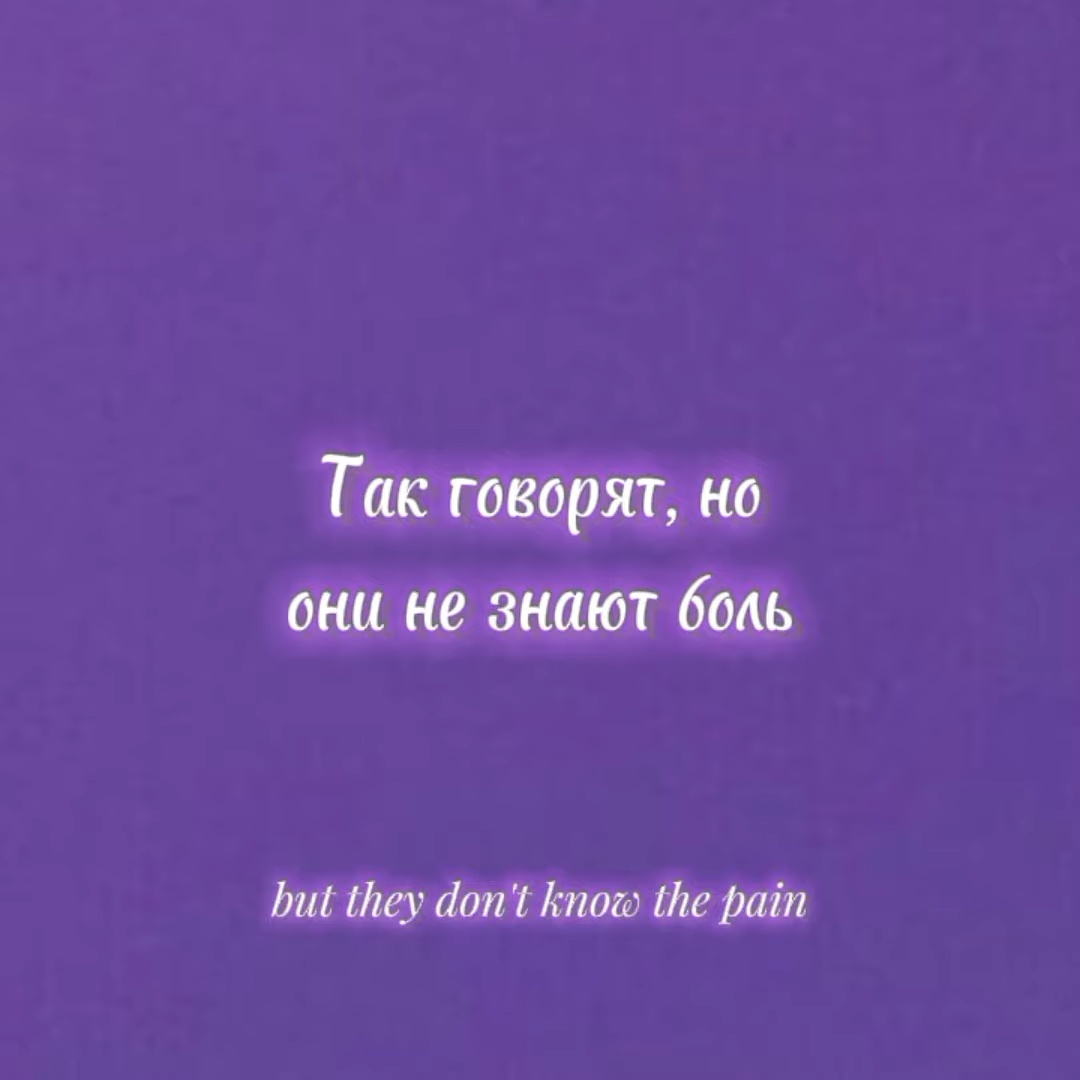 Так говорят, но
они не знают боль
but they don't know the pain